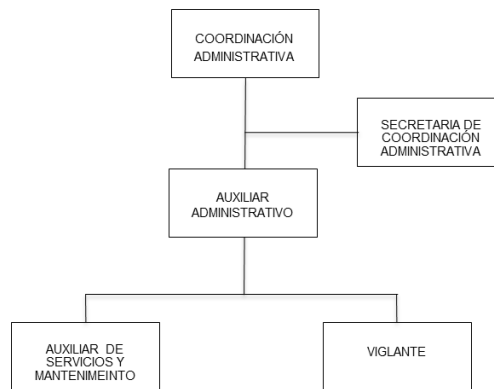 COORDINACIÓN
ADMINISTRATIVA
SECRETARIA DE
COORDINACIÓN
ADMINISTRATIVA
AUXILIAR
ADMINISTRATIVO
AUXILIAR DE
SERVICIOS Y
MANTENIMEINTO
VIGLANTE